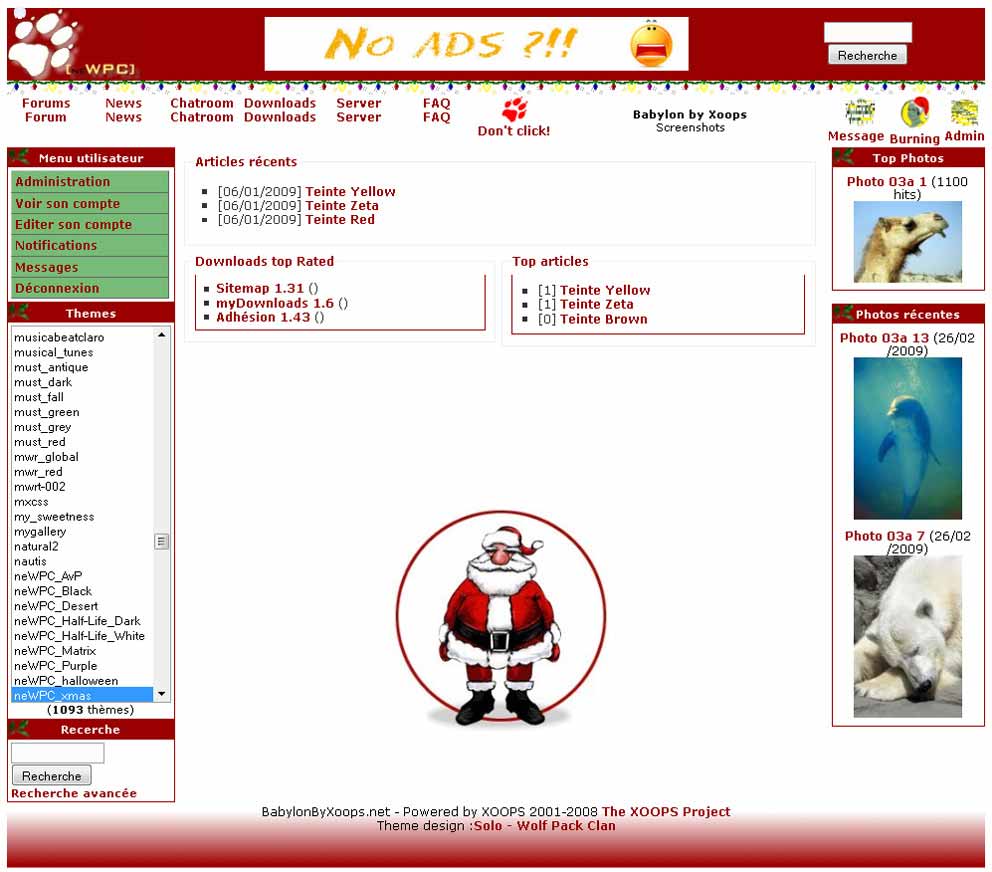 [neWPC]
No ADS ?!!
Recherche
Forums News Chatroom Downloads Server FAQ
Forum News Chatroom Downloads Server FAQ
Don't click!
Babylon by Xoops
Screenshots
Message Burning Admin
Menu utilisateur
Administration
Voir son compte
Editer son compte
Notifications
Messages
Déconnexion
Themes
musicabeatclaro
musical_tunes
must_antique
must_dark
must_fall
must_green
must_grey
must_red
mwr_global
mwr_red
mwrt-002
mxcss
my_sweetness
mygallery
natural2
nautis
neWPC_AvP
neWPC_Black
neWPC_Desert
neWPC_Half-Life_Dark
neWPC_Half-Life_White
neWPC_Matrix
neWPC_Purple
neWPC_halloween
neWPC_xmas
(1093 thèmes)
Recerche
Recherche
Recherche avancée
Articles récents
[06/01/2009] Teinte Yellow
[06/01/2009] Teinte Zeta
[06/01/2009] Teinte Red
Downloads top Rated
Sitemap 1.31 ()
myDownloads 1.6 ()
Adhésion 1.43 ()
Top articles
[1] Teinte Yellow
[1] Teinte Zeta
[0] Teinte Brown
Top Photos
Photo 03a 1 (1100
hits)
Photos récentes
Photo 03a 13 (26/02
/2009)
Photo 03a 7 (26/02
/2009)
BabylonByXoops.net - Powered by XOOPS 2001-2008 The XOOPS Project
Theme design :Solo - Wolf Pack Clan